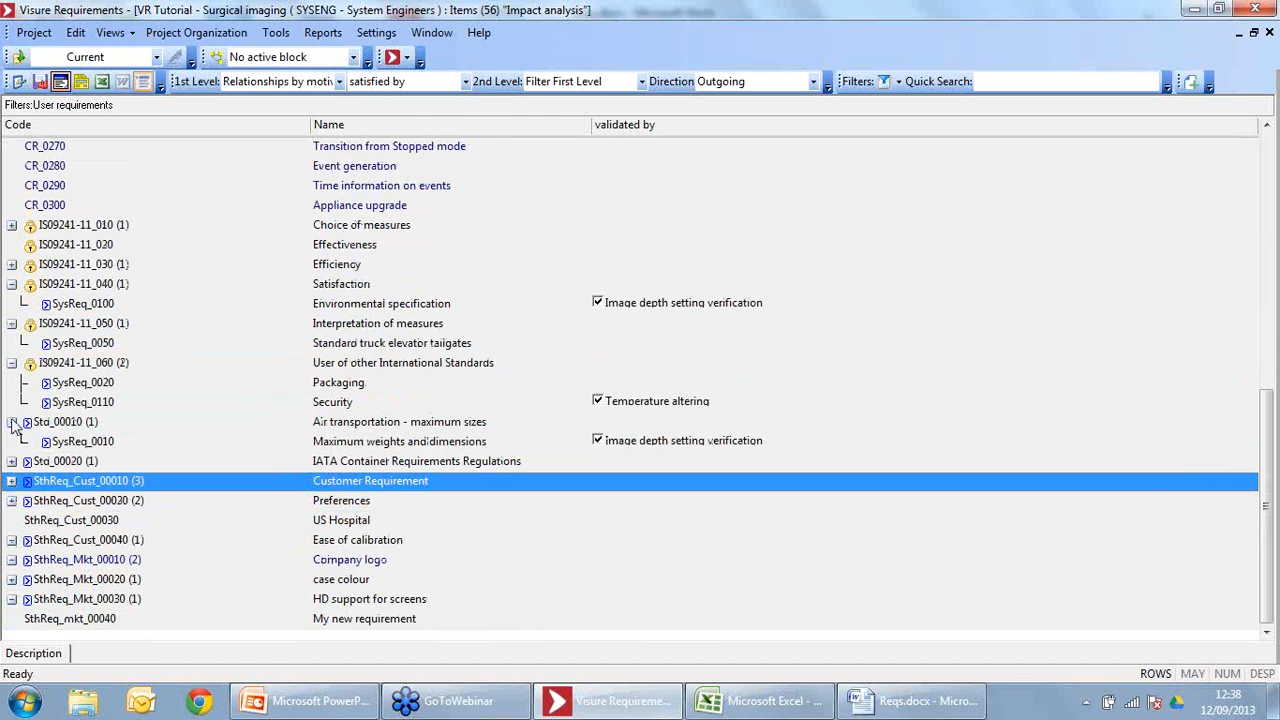 Visure Requirements - [VR Tutorial - Surgical imaging ( SYSENG - System Engineers ) : Items (56) "Impact analysis"]
Project Edit Views Project Organization Tools Reports Settings Window Help
Current No active block
1st Level: Relationships by motiv satisfied by 2nd Level: Filter First Level Direction Outgoing Filters: Quick Search:
Filters:User requirements
Code Name validated by
CR_0270 Transition from Stopped mode
CR_0280 Event generation
CR_0290 Time information on events
CR_0300 Appliance upgrade
IS09241-11_010 (1) Choice of measures
IS09241-11_020 Effectiveness
IS09241-11_030 (1) Efficiency
IS09241-11_040 (1) Satisfaction
SysReq_0100 Environmental specification Image depth setting verification
IS09241-11_050 (1) Interpretation of measures
SysReq_0050 Standard truck elevator tailgates
IS09241-11_060 (2) User of other International Standards
SysReq_0020 Packaging.
SysReq_0110 Security Temperature altering
Std_00010 (1) Air transportation - maximum sizes
SysReq_0010 Maximum weights and dimensions Image depth setting verification
Std_00020 (1) IATA Container Requirements Regulations
SthReq_Cust_00010 (3) Customer Requirement
SthReq_Cust_00020 (2) Preferences
SthReq_Cust_00030 US Hospital
SthReq_Cust_00040 (1) Ease of calibration
SthReq_Mkt_00010 (2) Company logo
SthReq_Mkt_00020 (1) case colour
SthReq_Mkt_00030 (1) HD support for screens
SthReq_mkt_00040 My new requirement
Description
Ready ROWS MAY NUM DESP
Microsoft PowerP... GoToWebinar Visure Requireme... Microsoft Excel - ... Reqs.docx - Micro... 12:38
12/09/2013